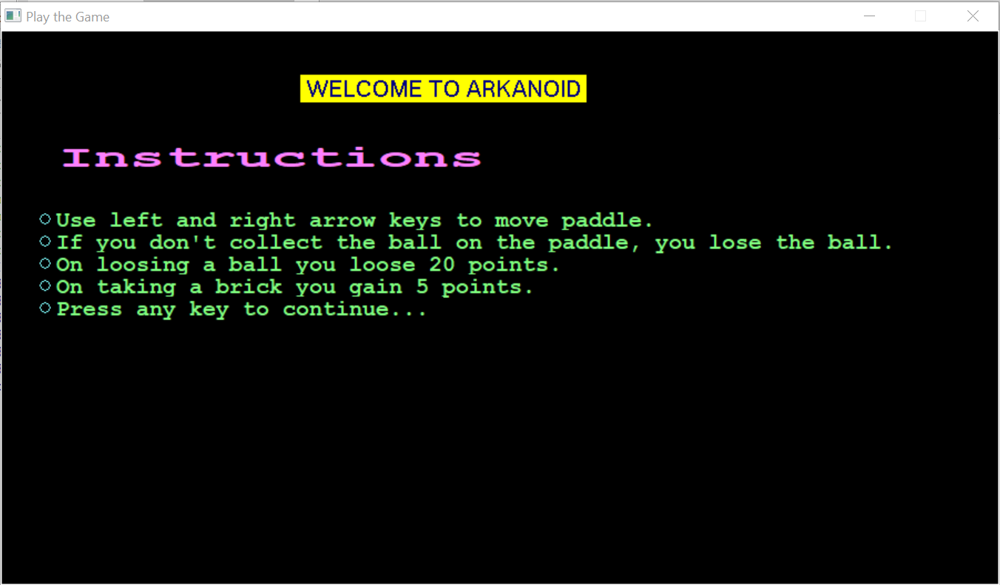 Play the Game
WELCOME TO ARKANOID
Instructions
Use left and right arrow keys to move paddle.
If you don't collect the ball on the paddle, you lose the ball.
On loosing a ball you loose 20 points.
On taking a brick you gain 5 points.
Press any key to continue...